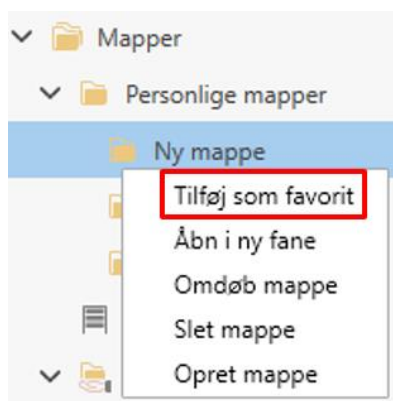 Mapper
Personlige mapper
Ny mappe
Tilføj som favorit
Åbn i ny fane
Omdøb mappe
Slet mappe
Opret mappe